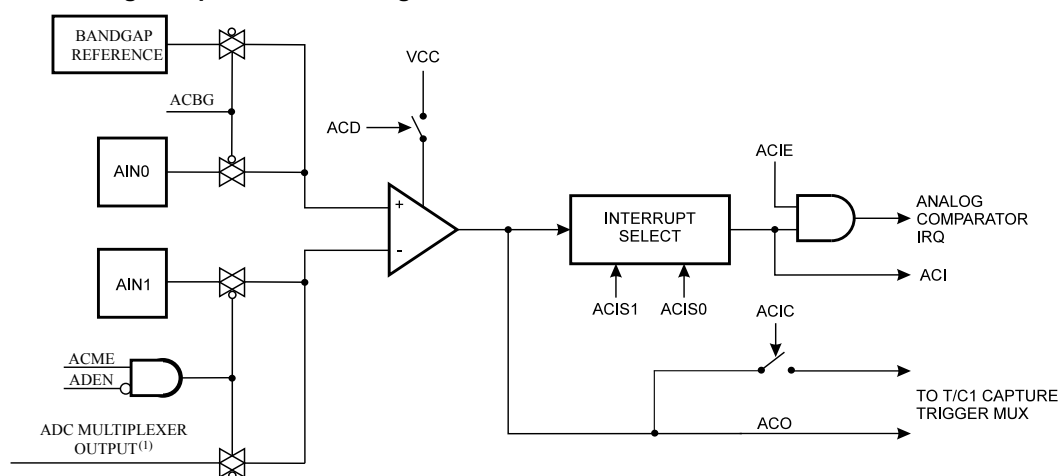 BANDGAP
REFERENCE
VCC
ACBG
ACD
AIN0
ACIE
+
-
INTERRUPT
SELECT
ANALOG
COMPARATOR
IRQ
AIN1
ACI
ACIS1
ACIS0
ACIC
ACME
ADEN
TO T/C1 CAPTURE
TRIGGER MUX
ADC MULTIPLEXER
OUTPUT(1)
ACO